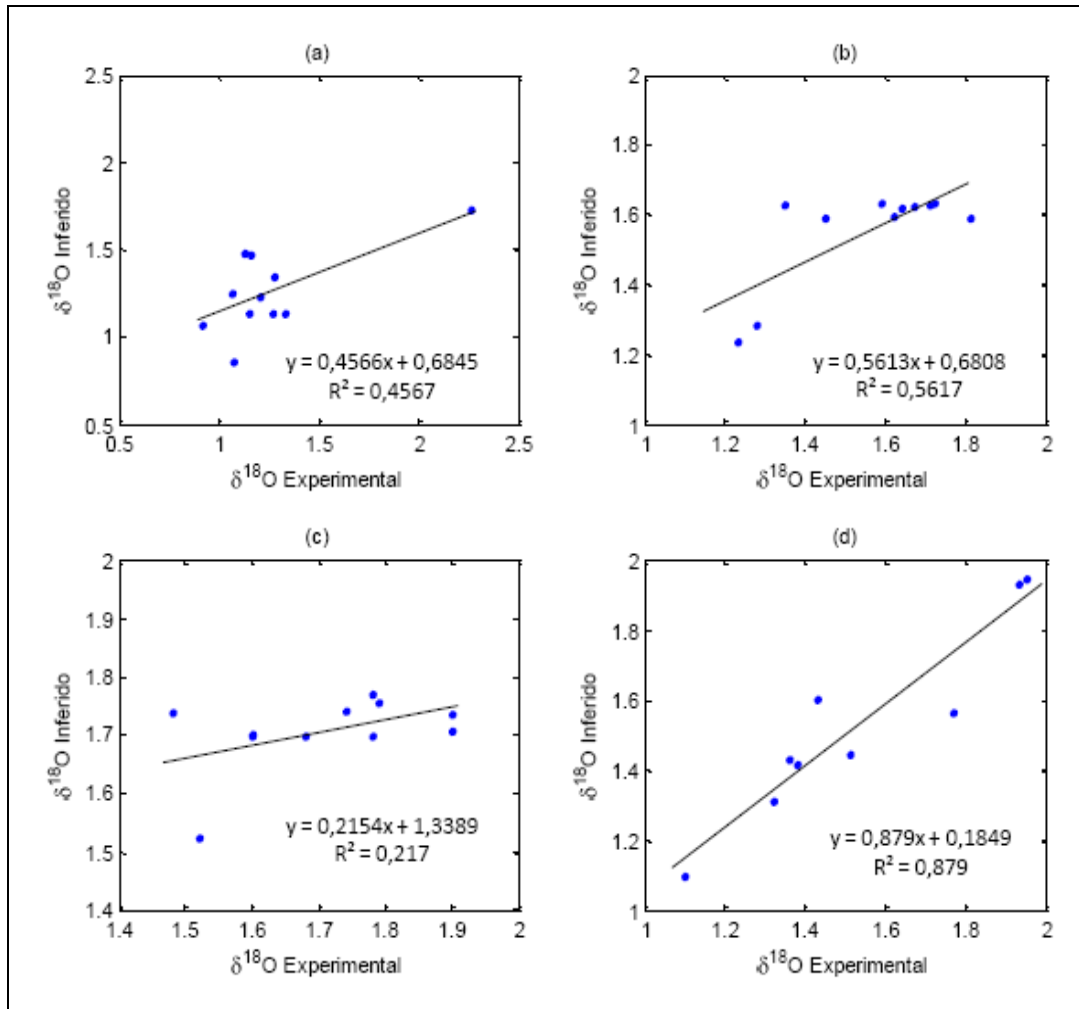 (a)
2.5
2
1.5
1
0.5
0.5 1 1.5 2 2.5
δ¹⁸O Inferido
δ¹⁸O Experimental
y = 0,4566x + 0,6845
R² = 0,4567
(b)
2
1.8
1.6
1.4
1.2
1
1 1.2 1.4 1.6 1.8 2
δ¹⁸O Inferido
δ¹⁸O Experimental
y = 0,5613x + 0,6808
R² = 0,5617
(c)
2
1.9
1.8
1.7
1.6
1.5
1.4
1.4 1.5 1.6 1.7 1.8 1.9 2
δ¹⁸O Inferido
δ¹⁸O Experimental
y = 0,2154x + 1,3389
R² = 0,217
(d)
2
1.8
1.6
1.4
1.2
1
1 1.2 1.4 1.6 1.8 2
δ¹⁸O Inferido
δ¹⁸O Experimental
y = 0,879x + 0,1849
R² = 0,879